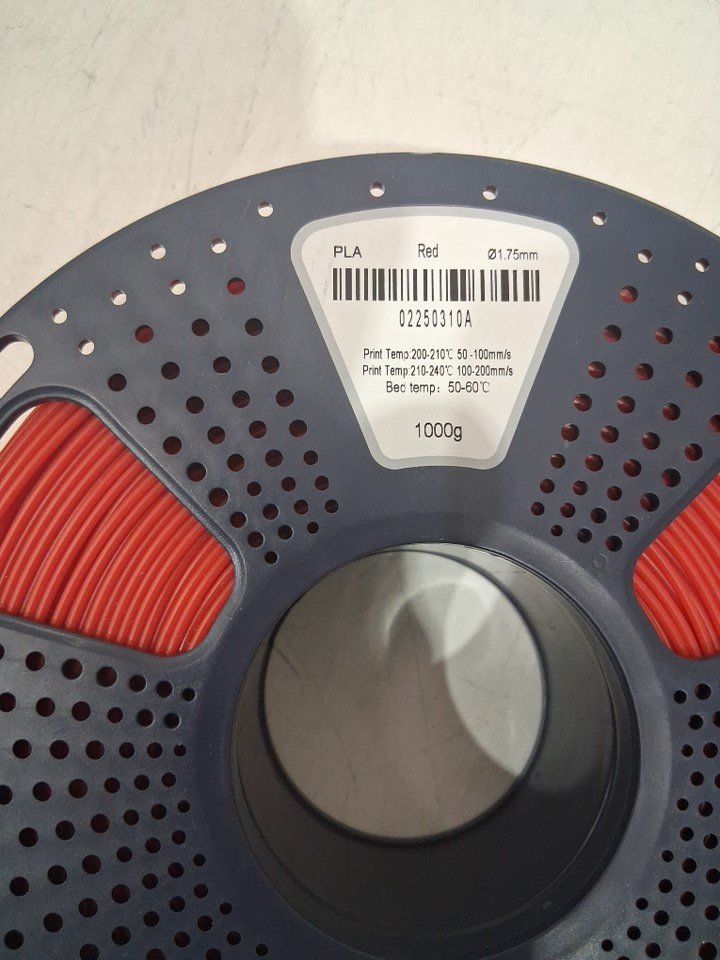 PLA Red Ø1.75mm
02250310A
Print Temp:200-210℃ 50-100mm/s
Print Temp:210-240℃ 100-200mm/s
Bed temp: 50-60℃
1000g